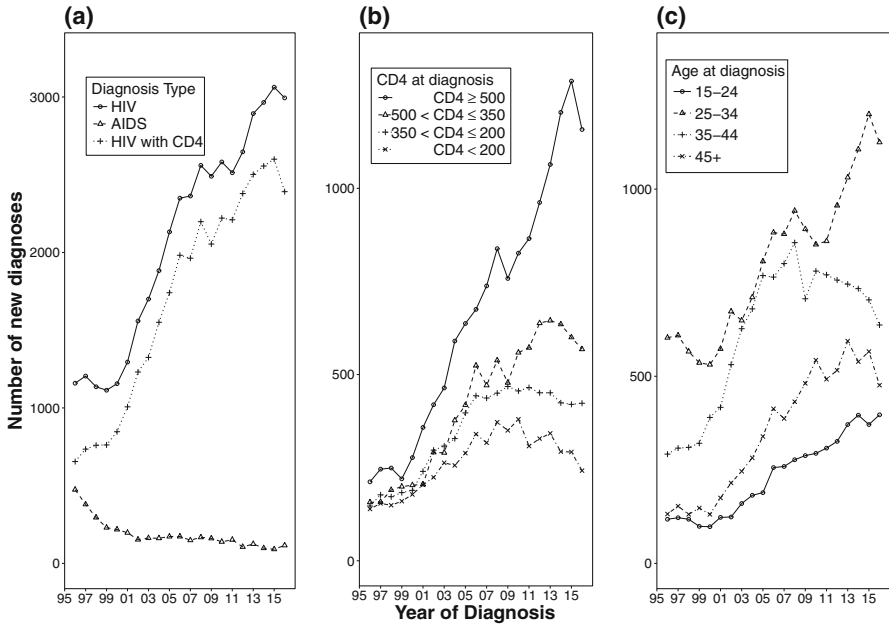 (a)
Diagnosis Type
HIV
AIDS
HIV with CD4
3000
2000
1000
0
95 97 99 01 03 05 07 09 11 13 15
Number of new diagnoses
(b)
CD4 at diagnosis
CD4 ≥ 500
500 < CD4 ≤ 350
350 < CD4 ≤ 200
CD4 < 200
1000
500
0
95 97 99 01 03 05 07 09 11 13 15
Year of Diagnosis
(c)
Age at diagnosis
15−24
25−34
35−44
45+
1000
500
0
95 97 99 01 03 05 07 09 11 13 15